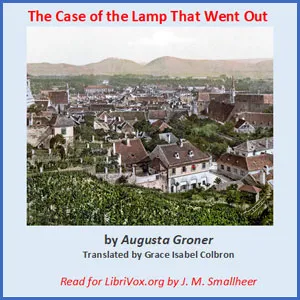 The Case of the Lamp That Went Out
by Augusta Groner
Translated by Grace Isabel Colbron
Read for LibriVox.org by J. M. Smallheer